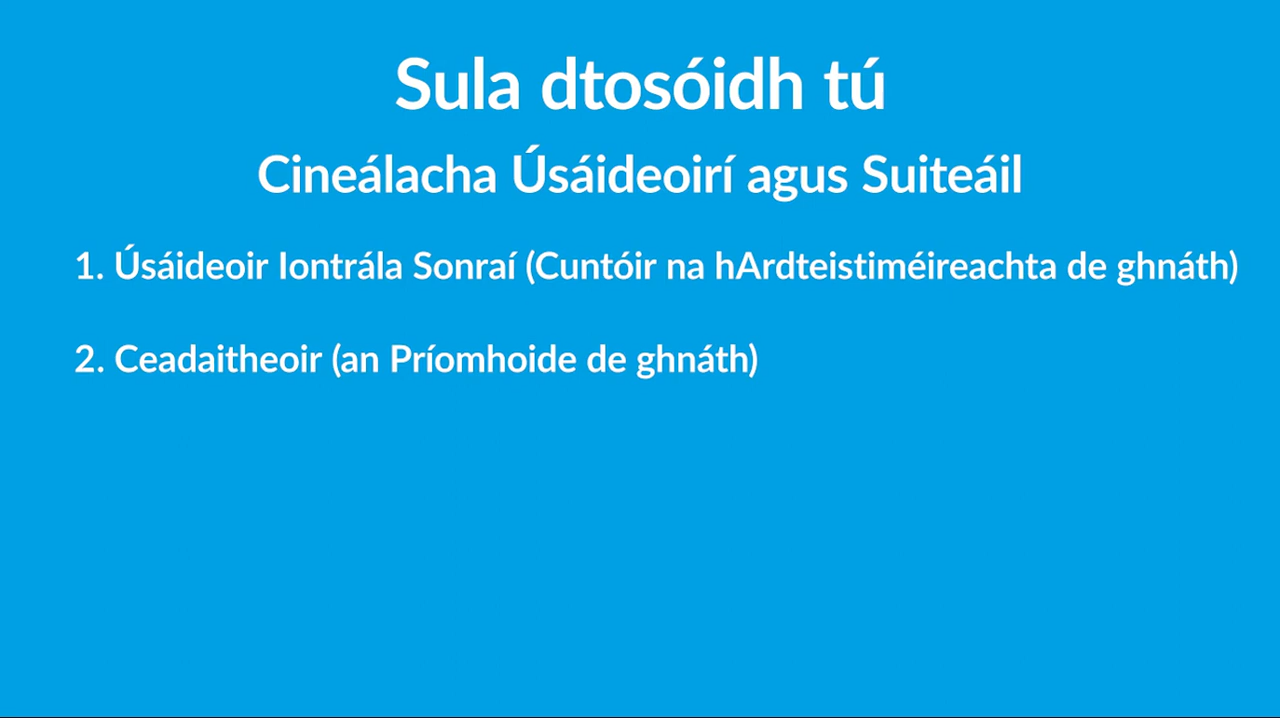 Sula dtosóidh tú
Cineálacha Úsáideoirí agus Suiteáil
1. Úsáideoir Iontrála Sonraí (Cuntóir na hArdteistiméireachta de ghnáth)
2. Ceadaitheoir (an Príomhoide de ghnáth)